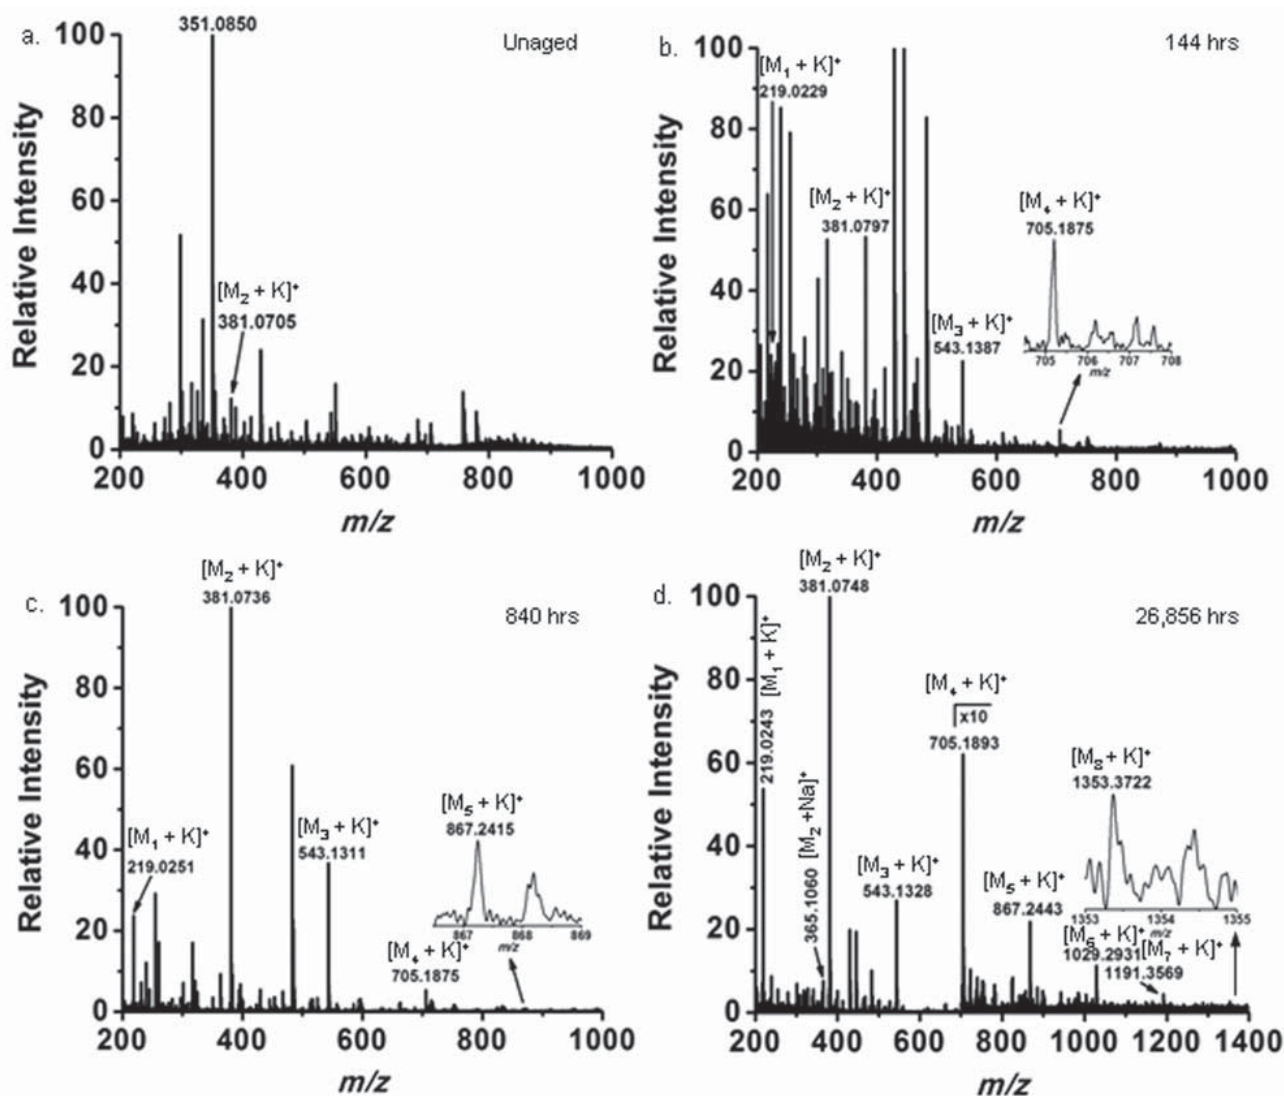 a.
Unaged
351.0850
[M₂ + K]⁺
381.0705
100
80
60
40
20
0
Relative Intensity
200 400 600 800 1000
m/z
b.
144 hrs
[M₁ + K]⁺
219.0229
[M₂ + K]⁺
381.0797
[M₃ + K]⁺
543.1387
[M₄ + K]⁺
705.1875
705 706 707 708
m/z
100
80
60
40
20
0
Relative Intensity
200 400 600 800 1000
m/z
c.
840 hrs
[M₂ + K]⁺
381.0736
[M₁ + K]⁺
219.0251
[M₃ + K]⁺
543.1311
[M₅ + K]⁺
867.2415
867 868 869
m/z
[M₄ + K]⁺
705.1875
100
80
60
40
20
0
Relative Intensity
200 400 600 800 1000
m/z
d.
26,856 hrs
[M₂ + K]⁺
381.0748
219.0243 [M₁ + K]⁺
365.1060 [M₂ +Na]⁺
[M₃ + K]⁺
543.1328
[M₄ + K]⁺
x10
705.1893
[M₅ + K]⁺
867.2443
[M₈ + K]⁺
1353.3722
1353 1354 1355
m/z
[M₆ + K]⁺
1029.2931
[M₇ + K]⁺
1191.3569
100
80
60
40
20
0
Relative Intensity
200 400 600 800 1000 1200 1400
m/z